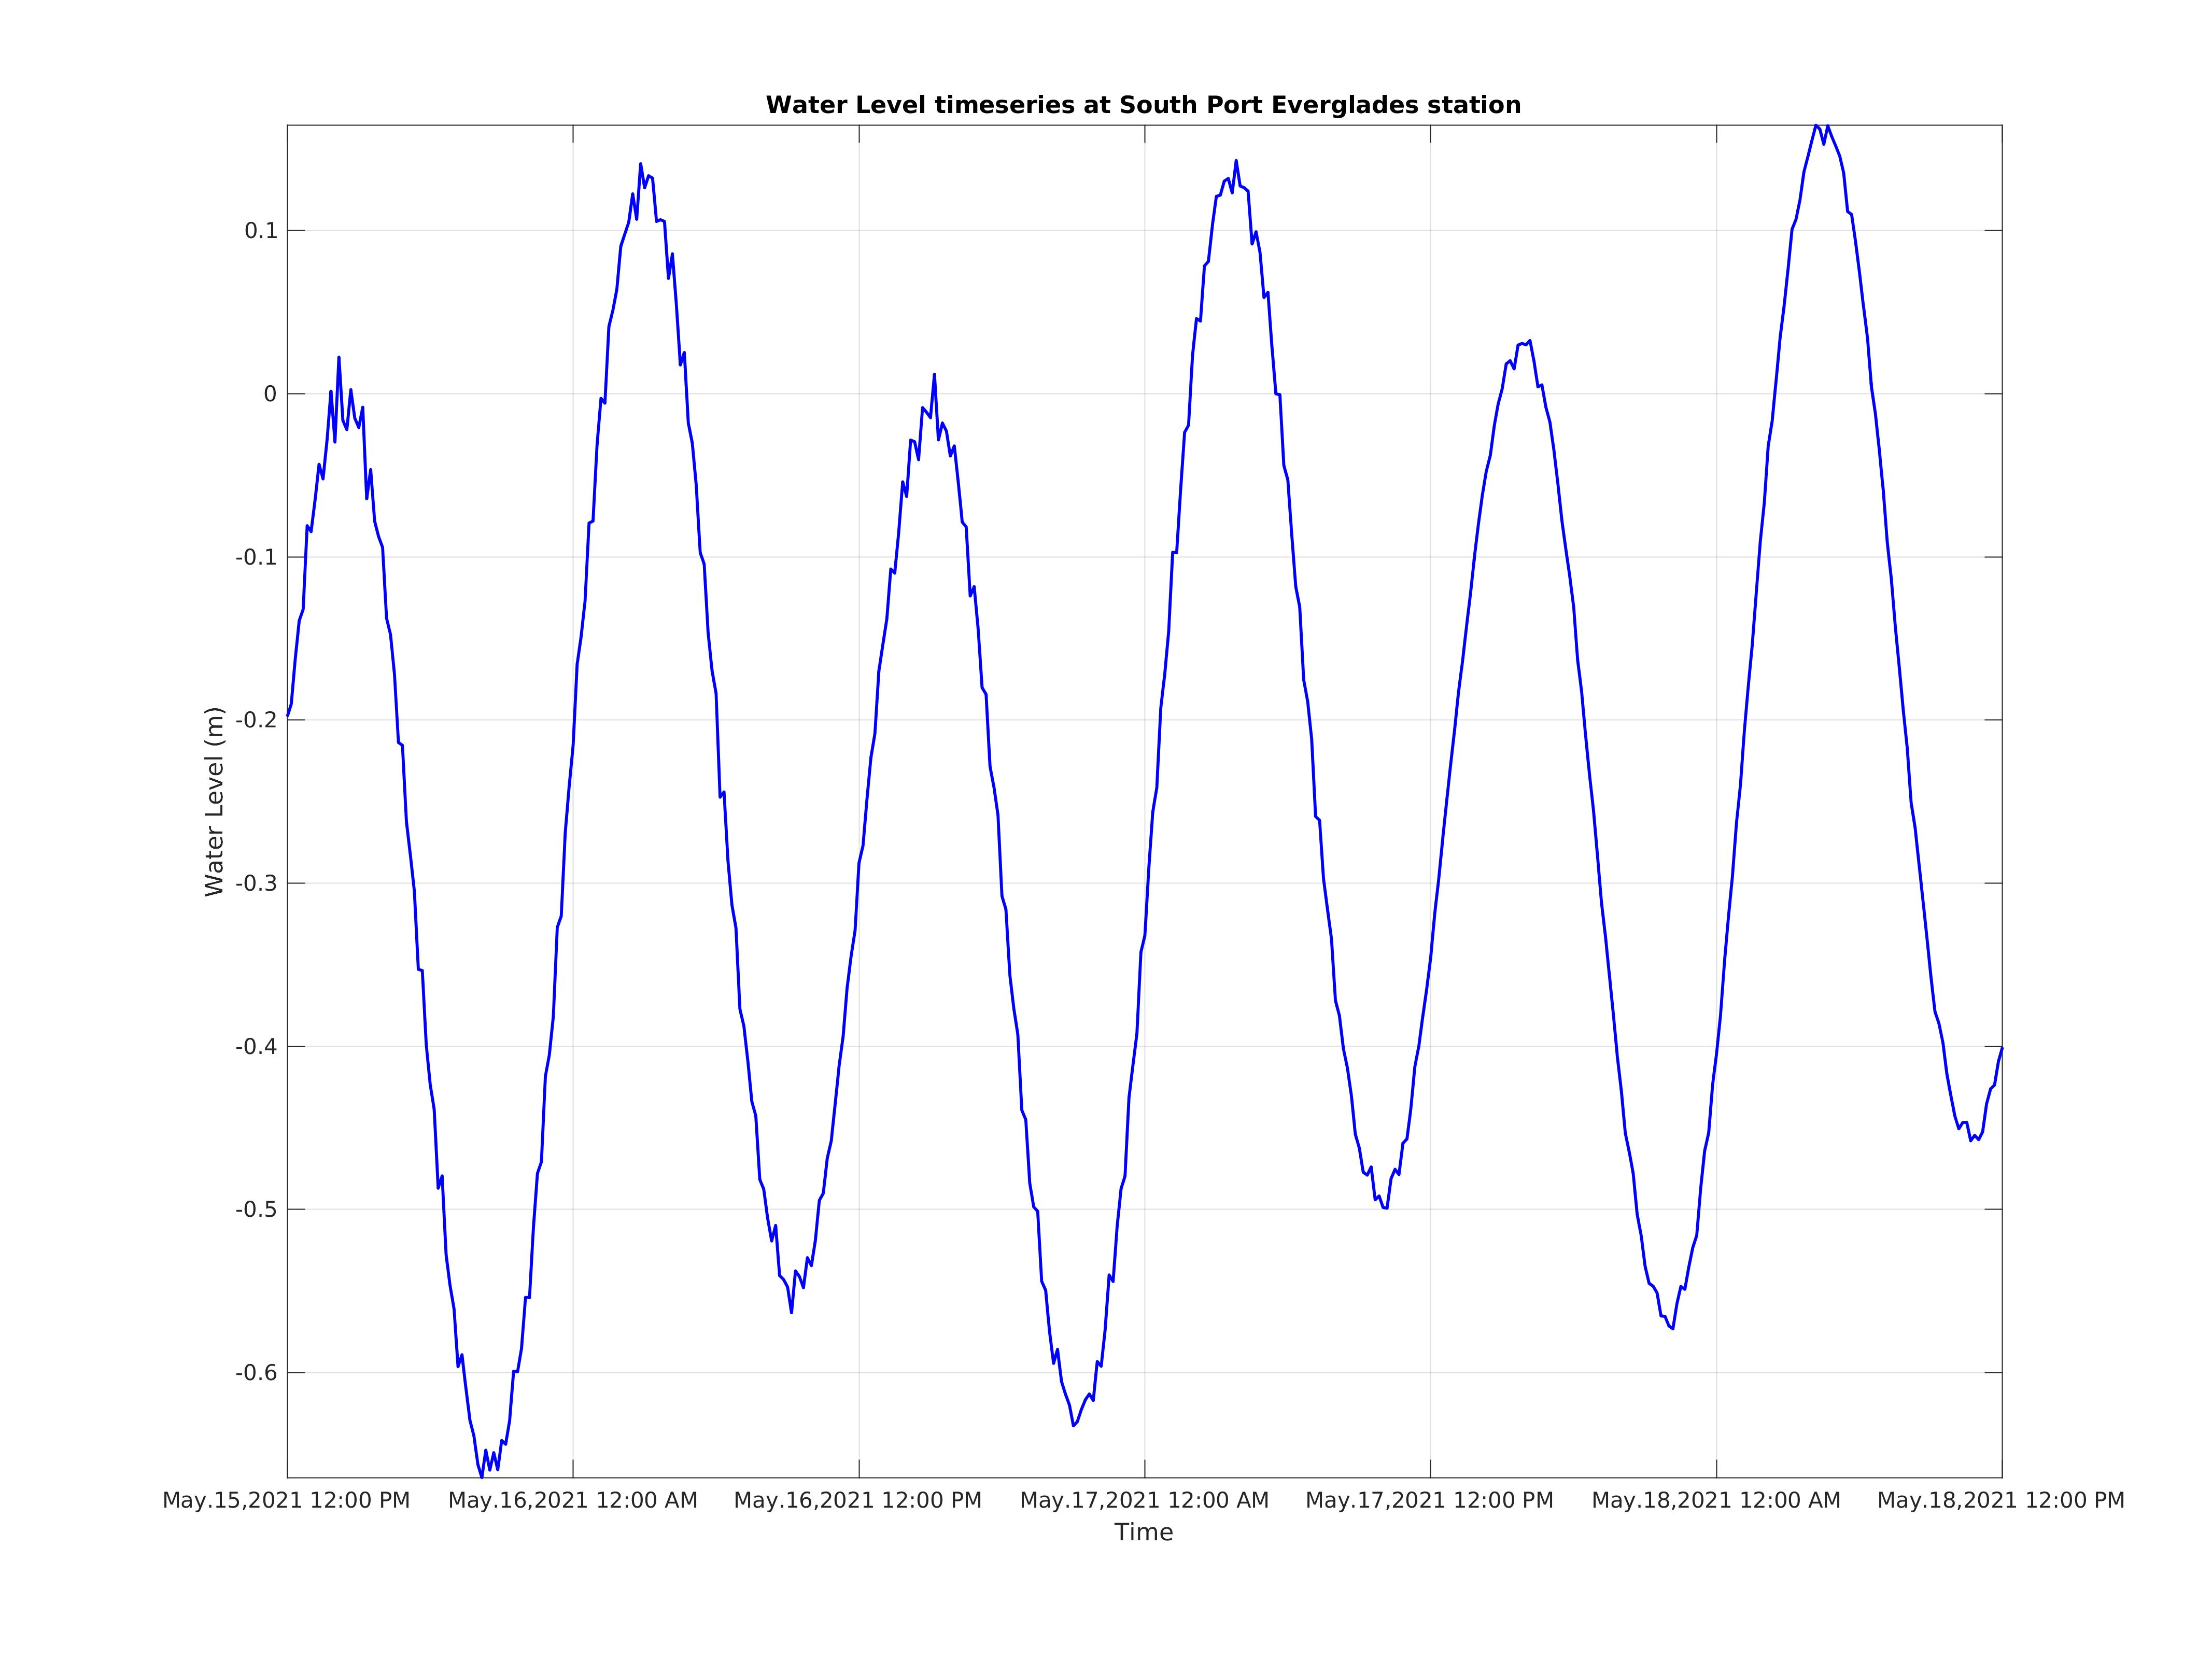 Water Level timeseries at South Port Everglades station
0.1
0
-0.1
-0.2
-0.3
-0.4
-0.5
-0.6
Water Level (m)
May.15,2021 12:00 PM
May.16,2021 12:00 AM
May.16,2021 12:00 PM
May.17,2021 12:00 AM
May.17,2021 12:00 PM
May.18,2021 12:00 AM
May.18,2021 12:00 PM
Time